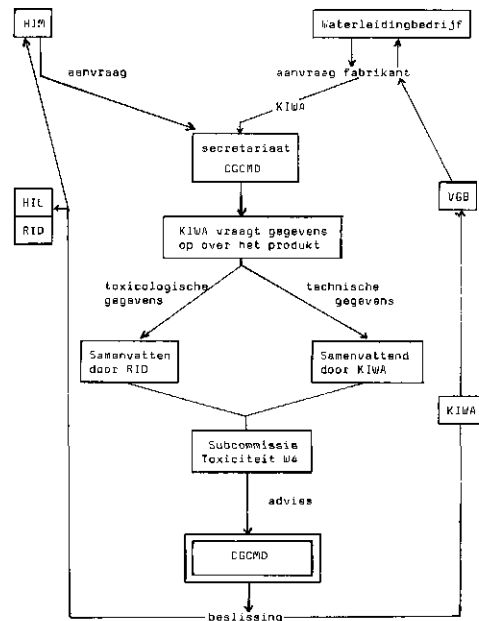 HIM
Waterleidingbedrijf
aanvraag
aanvraag fabrikant
KIWA
secretariaat
CGCMD
HIL
RID
VGB
KIWA vraagt gegevens
op over het produkt
toxicologische
gegevens
technische
gegevens
Samenvatten
door RID
Samenvattend
door KIWA
KIWA
Subcommissie
Toxiciteit W4
advies
CGCMD
beslissing